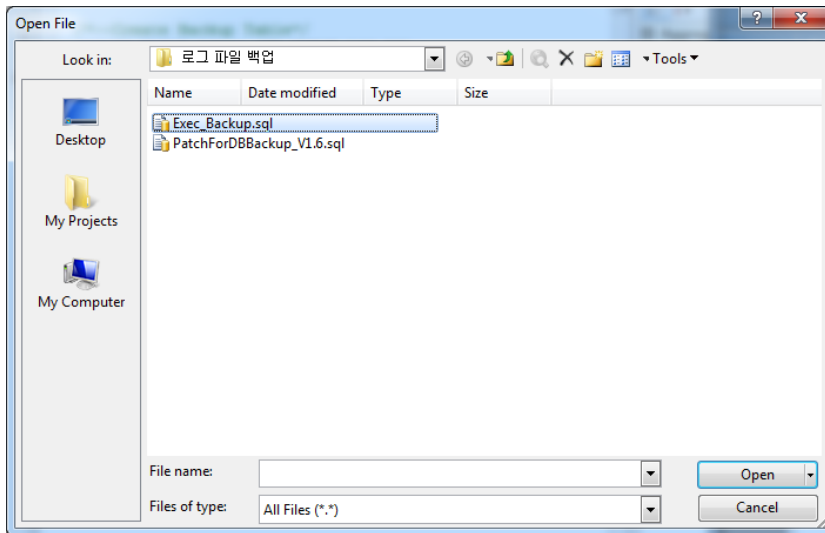 Open File
Look in:
로그 파일 백업
Tools
Name Date modified Type Size
Exec_Backup.sql
PatchForDBBackup_V1.6.sql
Desktop
My Projects
My Computer
File name:
Open
Files of type:
All Files (*.*)
Cancel